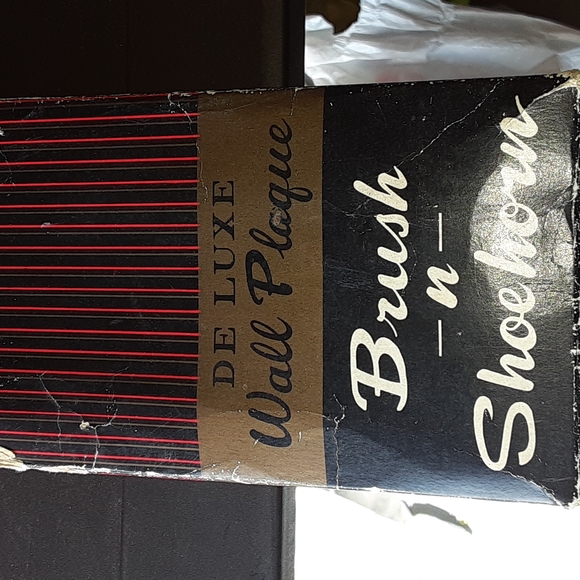 DE LUXE
Wall Plaque
Brush
-n-
Shoehorn